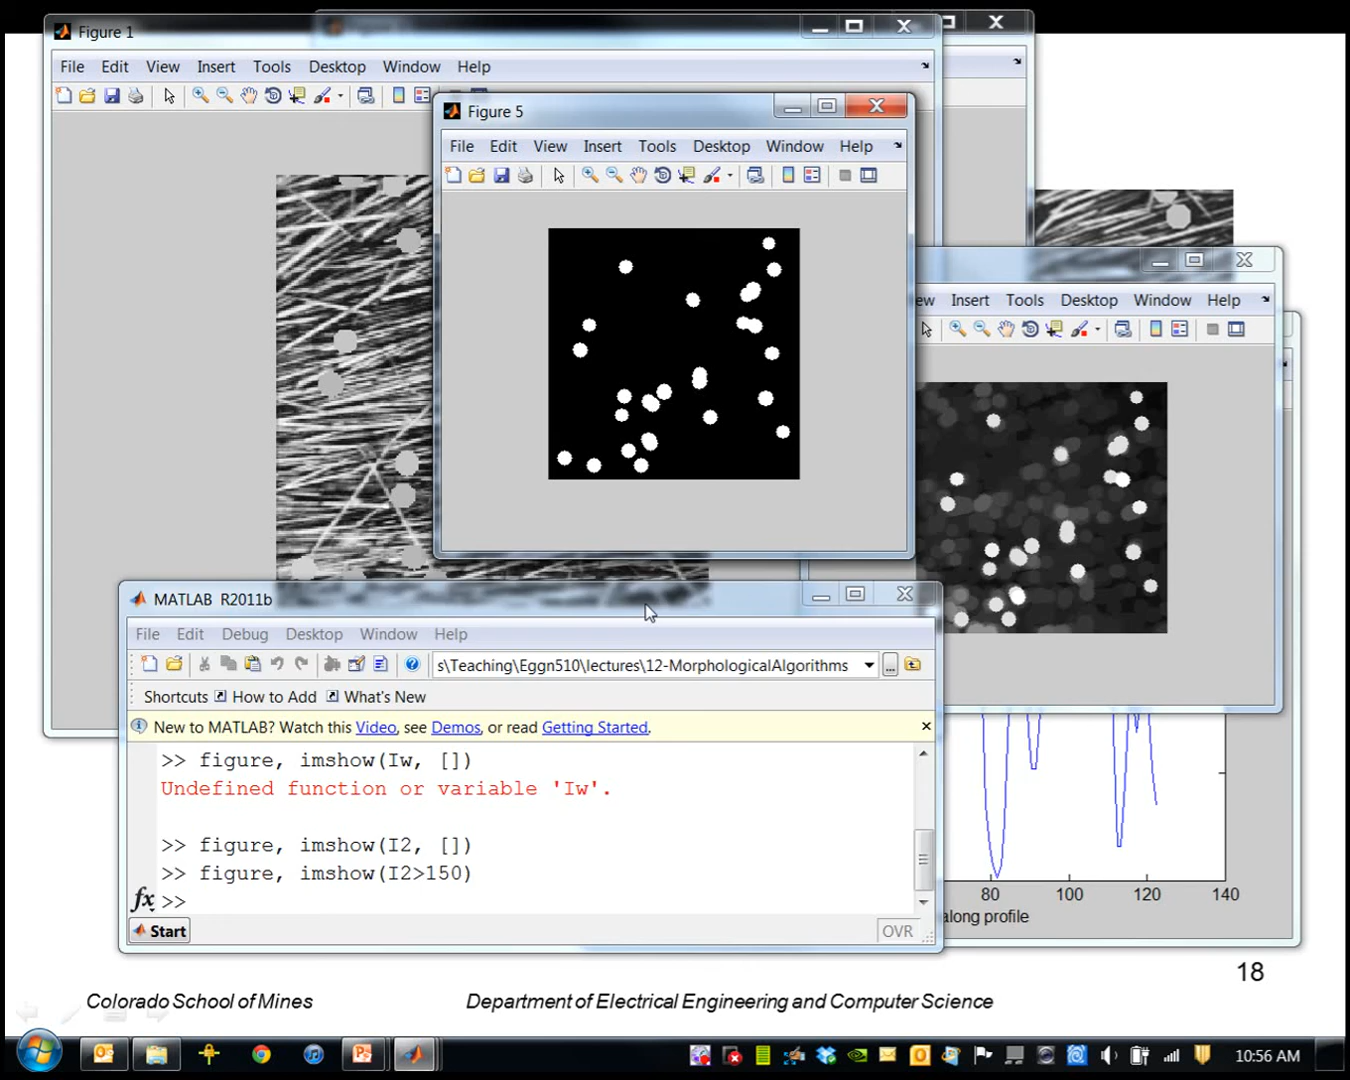 Figure 1
File Edit View Insert Tools Desktop Window Help
Figure 5
File Edit View Insert Tools Desktop Window Help
Insert Tools Desktop Window Help
MATLAB R2011b
File Edit Debug Desktop Window Help
s\Teaching\Eggn510\lectures\12-MorphologicalAlgorithms
...
Shortcuts How to Add What's New
New to MATLAB? Watch this Video, see Demos, or read Getting Started.
>> figure, imshow(Iw, [])
Undefined function or variable 'Iw'.
>> figure, imshow(I2, [])
>> figure, imshow(I2>150)
fx >>
Start
OVR
80 100 120 140
along profile
18
Colorado School of Mines
Department of Electrical Engineering and Computer Science
10:56 AM